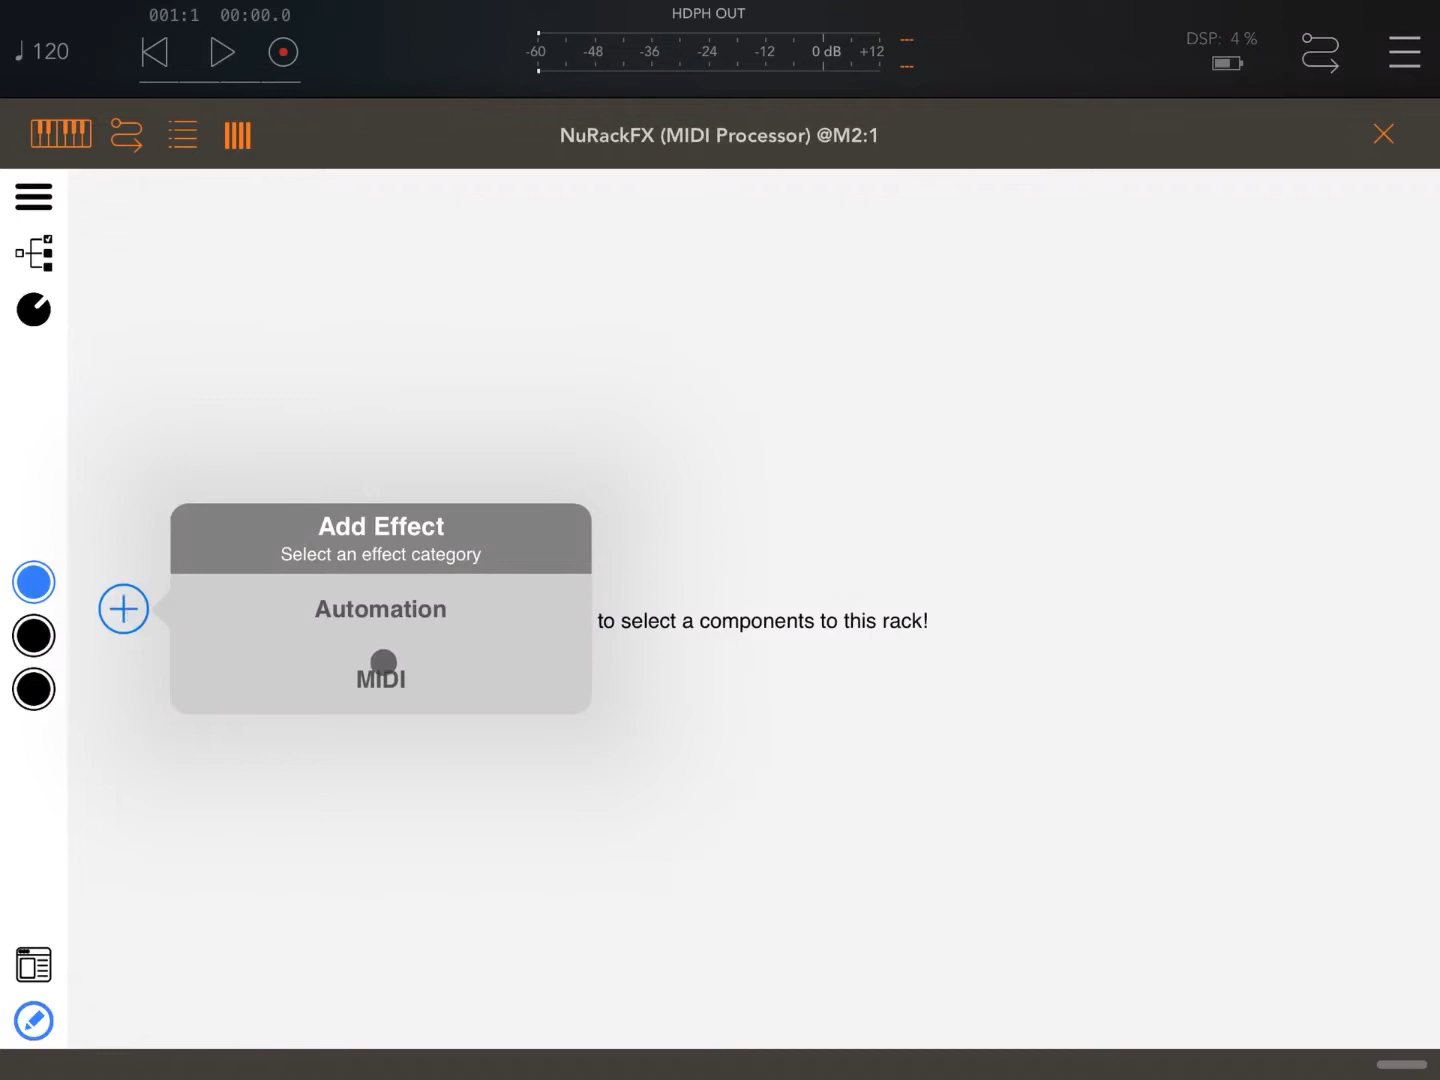 001:1 00:00.0
HDPH OUT
♩ 120
-60 -48 -36 -24 -12 0 dB +12
---
---
DSP: 4 %
NuRackFX (MIDI Processor) @M2:1
Add Effect
Select an effect category
Automation
MIDI
to select a components to this rack!